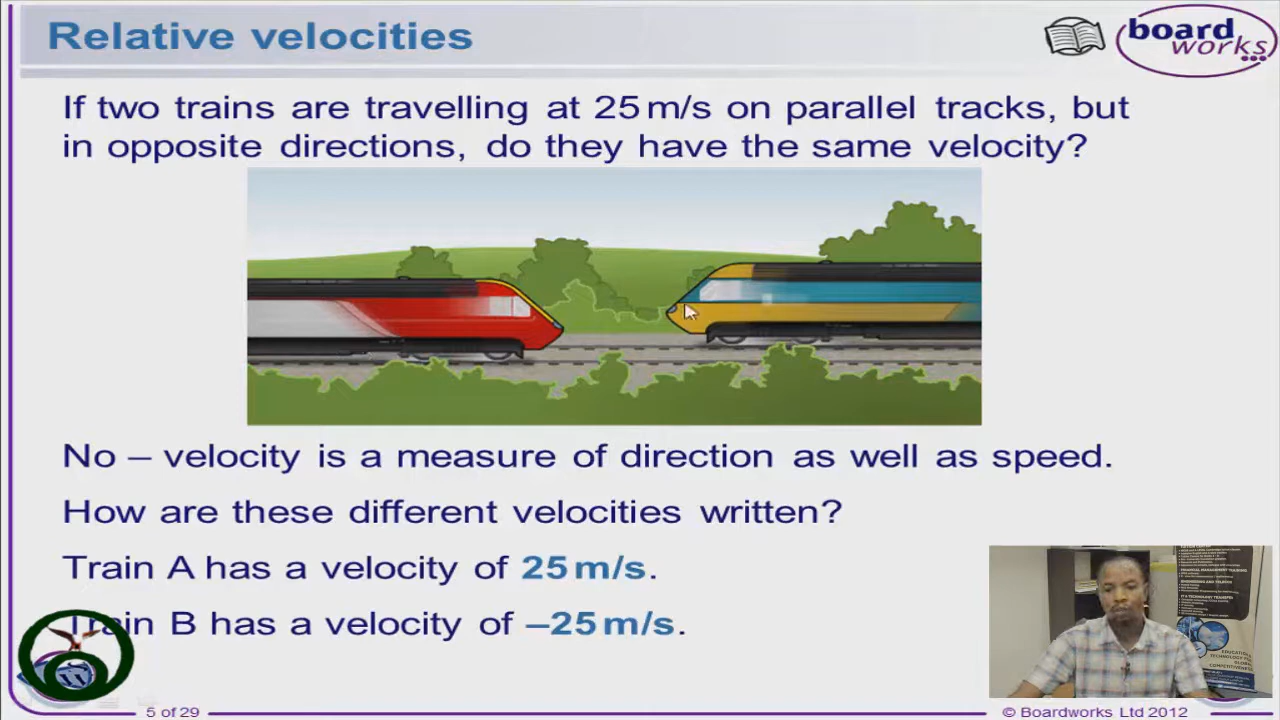 Relative velocities
board
works
If two trains are travelling at 25 m/s on parallel tracks, but
in opposite directions, do they have the same velocity?
No – velocity is a measure of direction as well as speed.
How are these different velocities written?
Train A has a velocity of 25 m/s.
Train B has a velocity of –25 m/s.
5 of 29
© Boardworks Ltd 2012